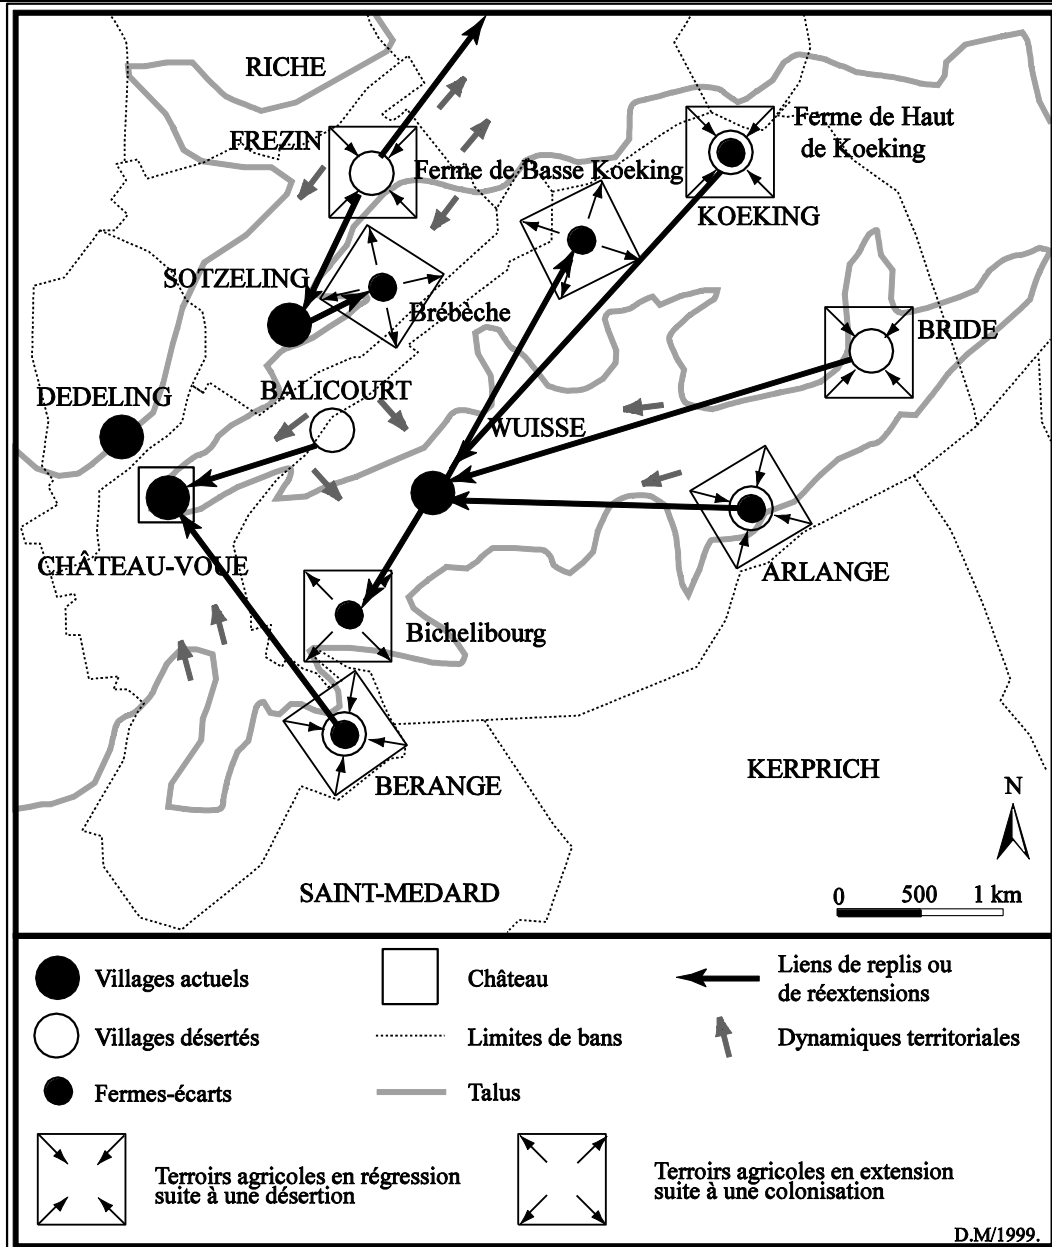 RICHE
FREZIN
Ferme de Haut
de Koeking
Ferme de Basse Koeking
KOEKING
SOTZELING
Brébèche
BRIDE
DEDELING
BALICOURT
WUISSE
CHÂTEAU-VOUE
ARLANGE
Bichelibourg
BERANGE
KERPRICH
N
SAINT-MEDARD
0 500 1 km
Villages actuels
Château
Liens de replis ou
de réextensions
Villages désertés
Limites de bans
Dynamiques territoriales
Fermes-écarts
Talus
Terroirs agricoles en régression
suite à une désertion
Terroirs agricoles en extension
suite à une colonisation
D.M/1999.